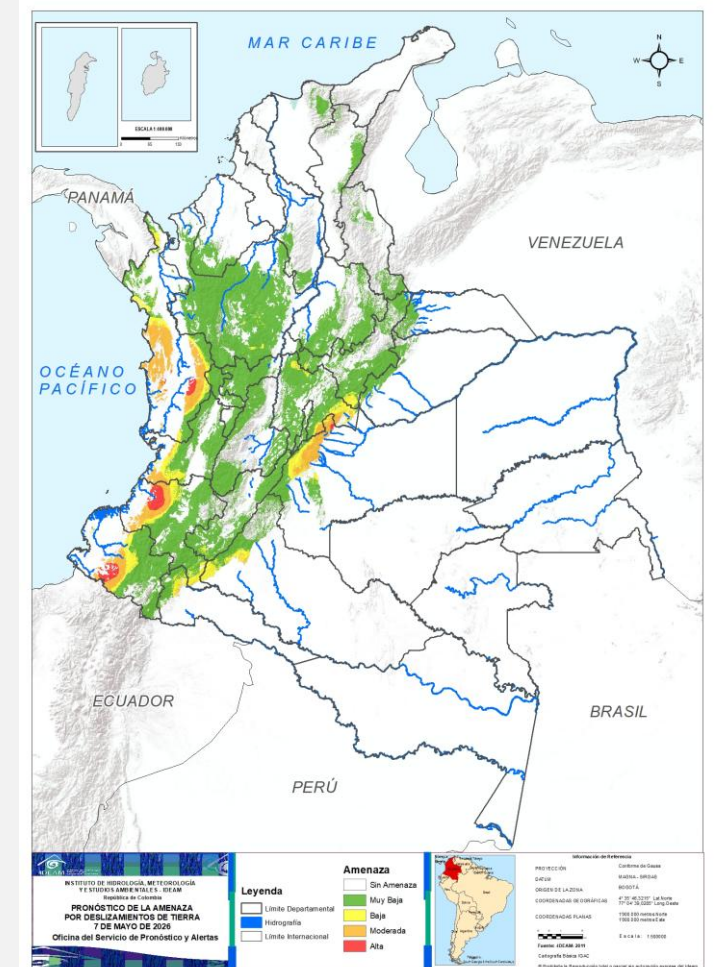 MAR CARIBE
N
W
E
S
ESCALA 1:
PANAMÁ
VENEZUELA
OCÉANO
PACÍFICO
ECUADOR
BRASIL
PERÚ
IDEAM
INSTITUTO DE HIDROLOGÍA, METEOROLOGÍA
Y ESTUDIOS AMBIENTALES - IDEAM
República de Colombia
PRONÓSTICO DE LA AMENAZA
POR DESLIZAMIENTOS DE TIERRA
7 DE MAYO DE 2026
Oficina del Servicio de Pronóstico y Alertas
Leyenda
Límite Departamental
Hidrografía
Límite Internacional
Amenaza
Sin Amenaza
Muy Baja
Baja
Moderada
Alta
Información de Referencia
PROYECCIÓN Conforme de Gauss
DATUM MAGNA - SIRGAS
ORIGEN DE LA ZONA BOGOTÁ
COORDENADAS GEOGRÁFICAS
COORDENADAS PLANAS
Escala
Fuente: IDEAM 2011
Cartografía Básica IGAC